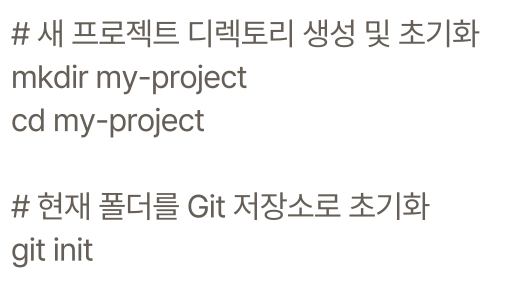 # 새 프로젝트 디렉토리 생성 및 초기화
mkdir my-project
cd my-project
# 현재 폴더를 Git 저장소로 초기화
git init